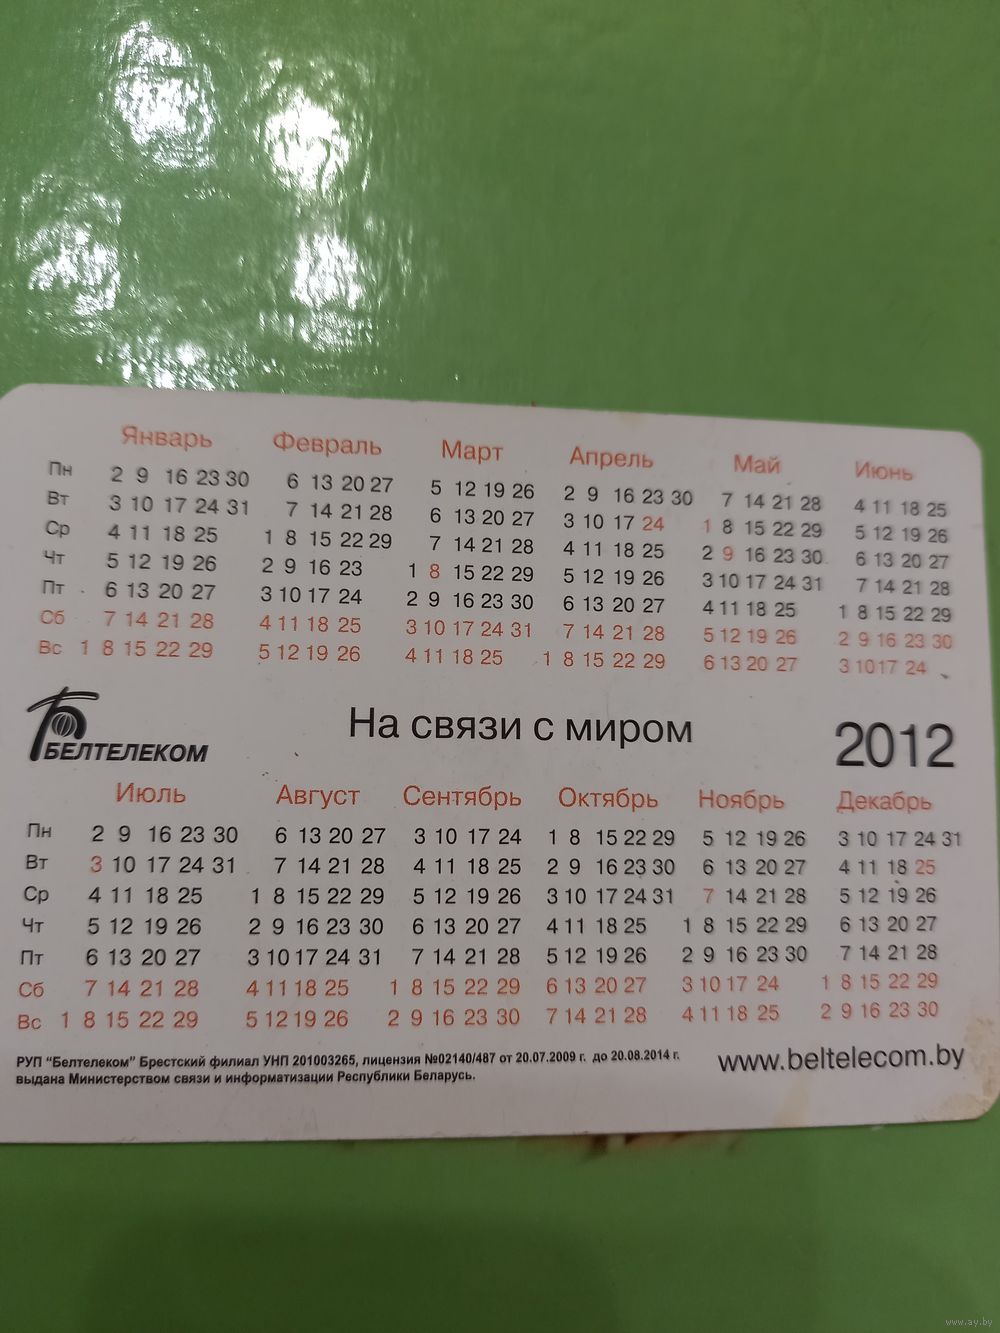 Январь Февраль Март Апрель Май Июнь
Пн 2 9 16 23 30 6 13 20 27 5 12 19 26 2 9 16 23 30 7 14 21 28 4 11 18 25
Вт 3 10 17 24 31 7 14 21 28 6 13 20 27 3 10 17 24 1 8 15 22 29 5 12 19 26
Ср 4 11 18 25 1 8 15 22 29 7 14 21 28 4 11 18 25 2 9 16 23 30 6 13 20 27
Чт 5 12 19 26 2 9 16 23 1 8 15 22 29 5 12 19 26 3 10 17 24 31 7 14 21 28
Пт 6 13 20 27 3 10 17 24 2 9 16 23 30 6 13 20 27 4 11 18 25 1 8 15 22 29
Сб 7 14 21 28 4 11 18 25 3 10 17 24 31 7 14 21 28 5 12 19 26 2 9 16 23 30
Вс 1 8 15 22 29 5 12 19 26 4 11 18 25 1 8 15 22 29 6 13 20 27 3 10 17 24
БЕЛТЕЛЕКОМ На связи с миром 2012
Июль Август Сентябрь Октябрь Ноябрь Декабрь
Пн 2 9 16 23 30 6 13 20 27 3 10 17 24 1 8 15 22 29 5 12 19 26 3 10 17 24 31
Вт 3 10 17 24 31 7 14 21 28 4 11 18 25 2 9 16 23 30 6 13 20 27 4 11 18 25
Ср 4 11 18 25 1 8 15 22 29 5 12 19 26 3 10 17 24 31 7 14 21 28 5 12 19 26
Чт 5 12 19 26 2 9 16 23 30 6 13 20 27 4 11 18 25 1 8 15 22 29 6 13 20 27
Пт 6 13 20 27 3 10 17 24 31 7 14 21 28 5 12 19 26 2 9 16 23 30 7 14 21 28
Сб 7 14 21 28 4 11 18 25 1 8 15 22 29 6 13 20 27 3 10 17 24 1 8 15 22 29
Вс 1 8 15 22 29 5 12 19 26 2 9 16 23 30 7 14 21 28 4 11 18 25 2 9 16 23 30
РУП "Белтелеком" Брестский филиал УНП 201003265, лицензия №02140/487 от 20.07.2009 г. до 20.08.2014 г.
выдана Министерством связи и информатизации Республики Беларусь.
www.beltelecom.by
www.ay.by